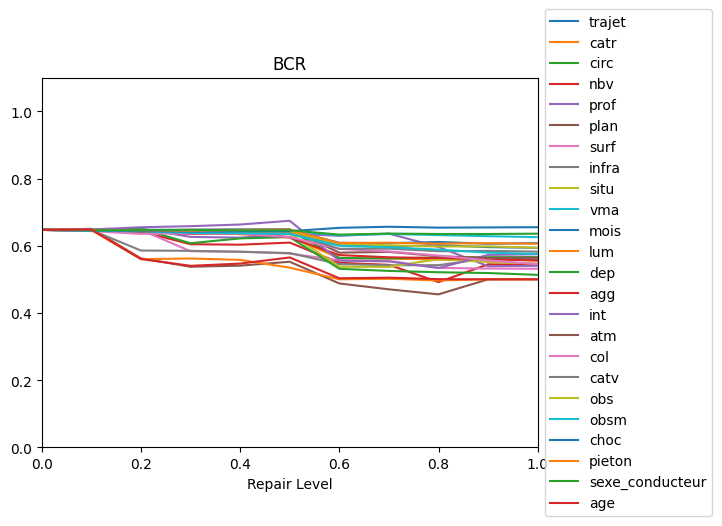 BCR
1.0
0.8
0.6
0.4
0.2
0.0
0.0 0.2 0.4 0.6 0.8 1.0
Repair Level
trajet
catr
circ
nbv
prof
plan
surf
infra
situ
vma
mois
lum
dep
agg
int
atm
col
catv
obs
obsm
choc
pieton
sexe_conducteur
age